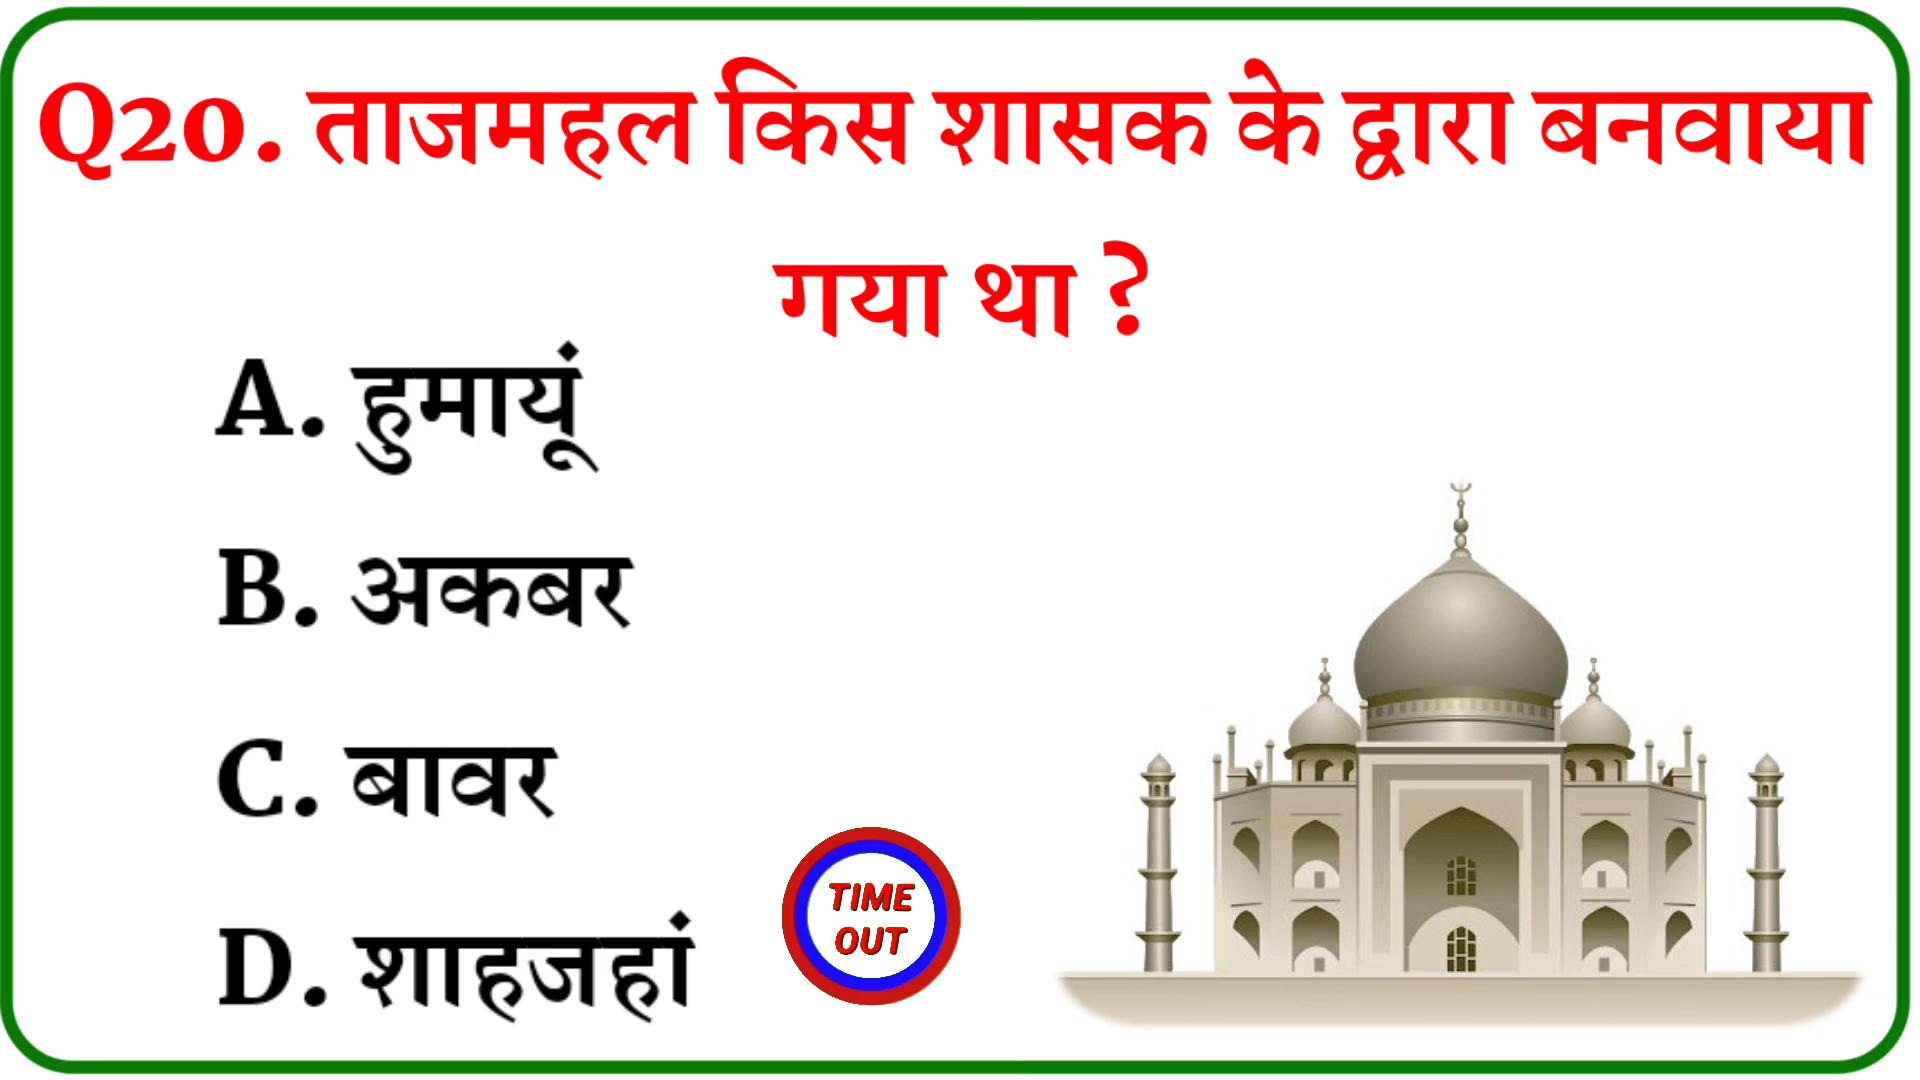 Q20. ताजमहल किस शासक के द्वारा बनवाया
गया था ?
A. हुमायूं
B. अकबर
C. बावर
D. शाहजहां
TIME
OUT